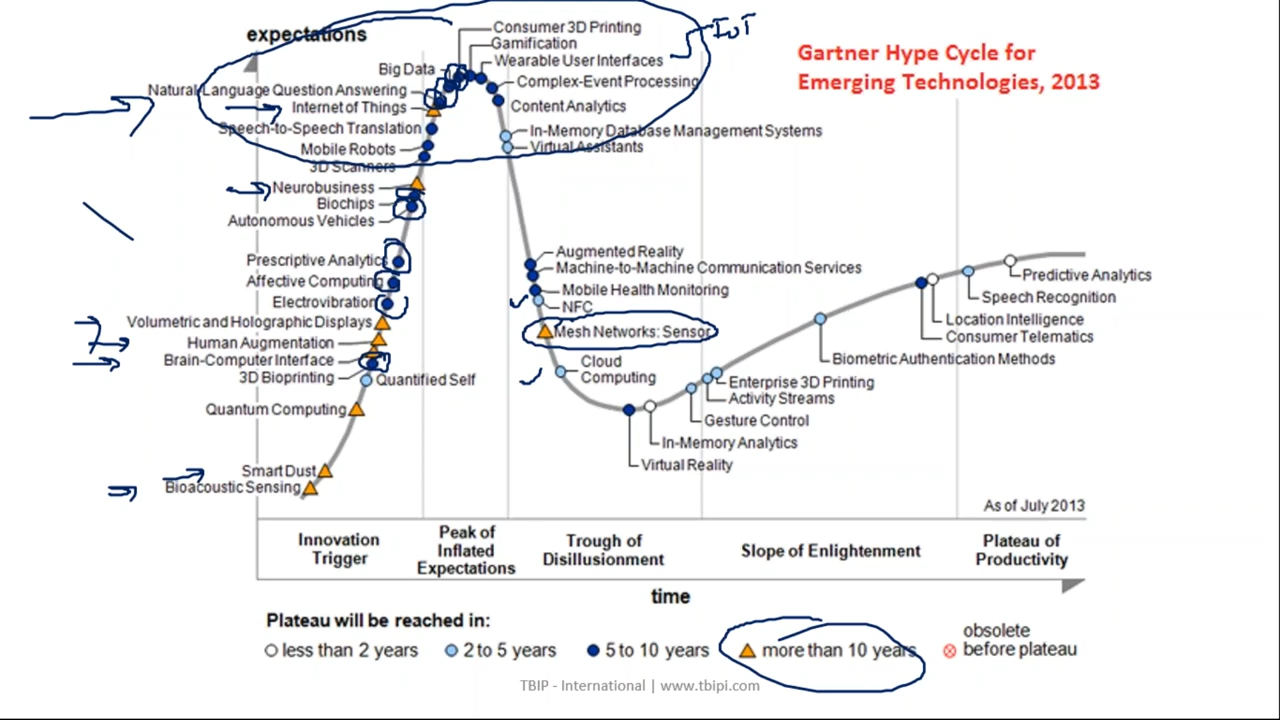 expectations
Gartner Hype Cycle for
Emerging Technologies, 2013
IoT
Consumer 3D Printing
Gamification
Wearable User Interfaces
Big Data
Complex-Event Processing
Natural-Language Question Answering
Internet of Things
Content Analytics
Speech-to-Speech Translation
In-Memory Database Management Systems
Mobile Robots
Virtual Assistants
3D Scanners
Neurobusiness
Biochips
Autonomous Vehicles
Augmented Reality
Prescriptive Analytics
Machine-to-Machine Communication Services
Affective Computing
Mobile Health Monitoring
Electrovibration
NFC
Volumetric and Holographic Displays
Mesh Networks: Sensor
Human Augmentation
Brain-Computer Interface
Cloud
Computing
3D Bioprinting
Quantified Self
Quantum Computing
Smart Dust
Bioacoustic Sensing
Predictive Analytics
Speech Recognition
Location Intelligence
Consumer Telematics
Biometric Authentication Methods
Enterprise 3D Printing
Activity Streams
Gesture Control
In-Memory Analytics
Virtual Reality
As of July 2013
Innovation
Trigger
Peak of
Inflated
Expectations
Trough of
Disillusionment
Slope of Enlightenment
Plateau of
Productivity
time
Plateau will be reached in:
less than 2 years
2 to 5 years
5 to 10 years
more than 10 years
obsolete
before plateau
TBIP - International | www.tbipi.com